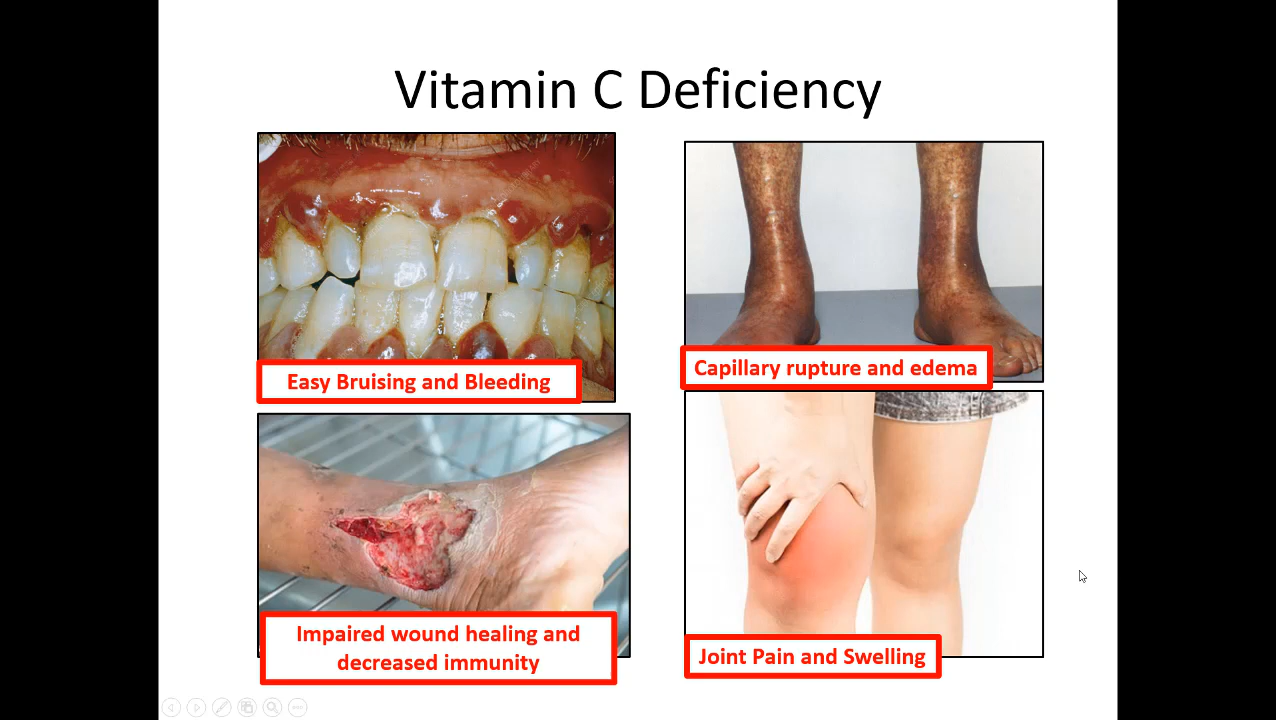 Vitamin C Deficiency
Easy Bruising and Bleeding
Capillary rupture and edema
Impaired wound healing and
decreased immunity
Joint Pain and Swelling